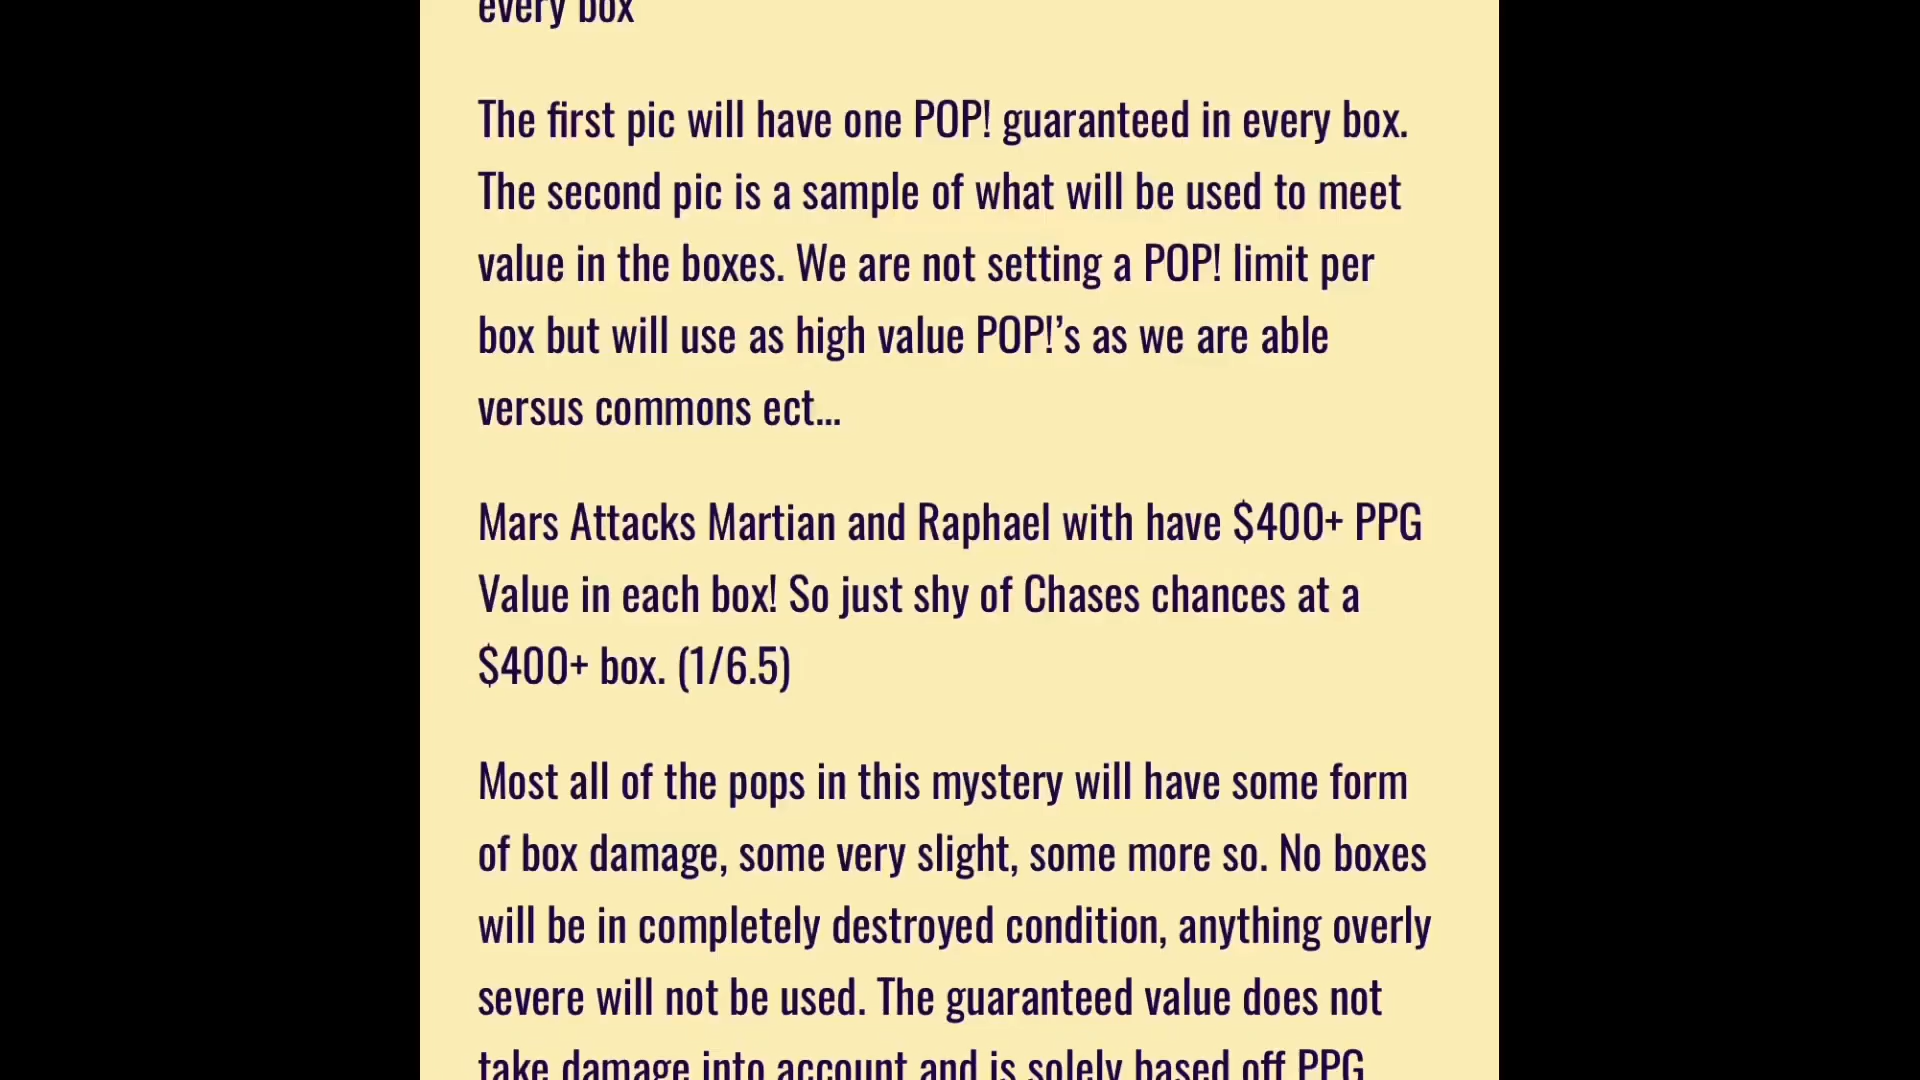 every box
The first pic will have one POP! guaranteed in every box.
The second pic is a sample of what will be used to meet
value in the boxes. We are not setting a POP! limit per
box but will use as high value POP!’s as we are able
versus commons ect...
Mars Attacks Martian and Raphael with have $400+ PPG
Value in each box! So just shy of Chases chances at a
$400+ box. (1/6.5)
Most all of the pops in this mystery will have some form
of box damage, some very slight, some more so. No boxes
will be in completely destroyed condition, anything overly
severe will not be used. The guaranteed value does not
take damage into account and is solely based off PPG